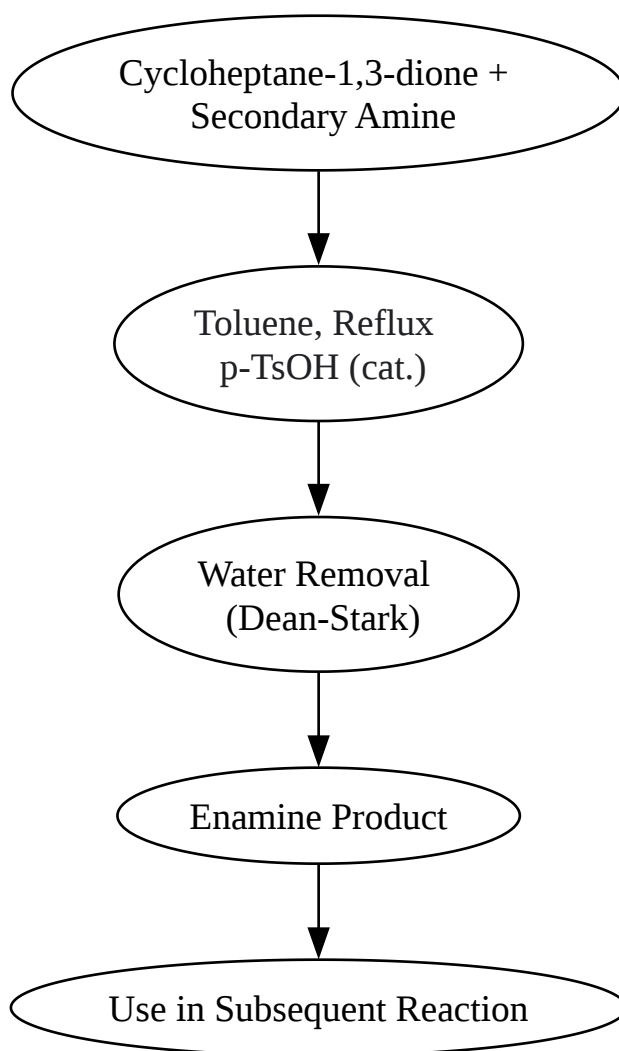 Cycloheptane-1,3-dione +
Secondary Amine
Toluene, Reflux
p-TsOH (cat.)
Water Removal
(Dean-Stark)
Enamine Product
Use in Subsequent Reaction